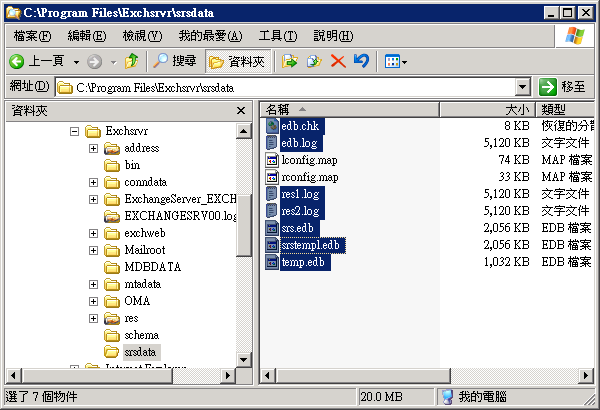 C:\Program Files\Exchsrvr\srsdata
檔案(F) 編輯(E) 檢視(V) 我的最愛(A) 工具(T) 說明(H)
上一頁 搜尋 資料夾
網址(D) C:\Program Files\Exchsrvr\srsdata 移至
資料夾
Exchsrvr
address
bin
conndata
ExchangeServer_EXCH
EXCHANGESRV00.log
exchweb
Mailroot
MDBDATA
mtadata
OMA
res
schema
srsdata
Internet Explorer
名稱 大小 類型
edb.chk 8 KB 恢復的分
edb.log 5,120 KB 文字文件
lconfig.map 74 KB MAP 檔案
rconfig.map 33 KB MAP 檔案
res1.log 5,120 KB 文字文件
res2.log 5,120 KB 文字文件
srs.edb 2,056 KB EDB 檔案
srstempl.edb 2,056 KB EDB 檔案
temp.edb 1,032 KB EDB 檔案
選了 7 個物件 20.0 MB 我的電腦